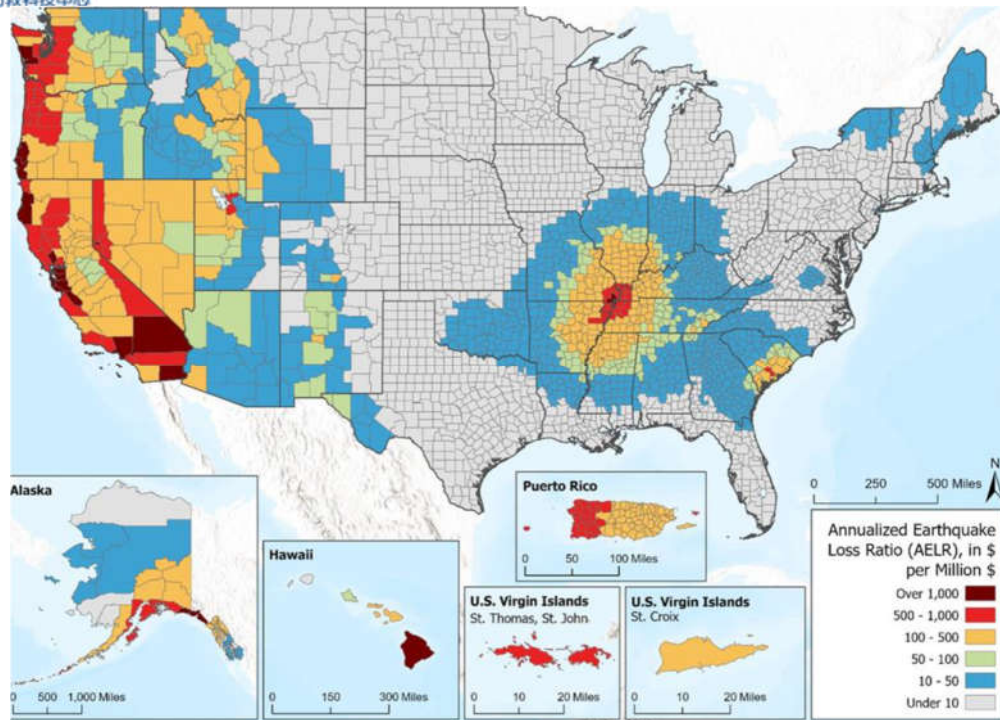 Alaska
0 500 1,000 Miles
Hawaii
0 150 300 Miles
Puerto Rico
0 50 100 Miles
U.S. Virgin Islands
St. Thomas, St. John
0 10 20 Miles
U.S. Virgin Islands
St. Croix
0 10 20 Miles
N
0 250 500 Miles
Annualized Earthquake
Loss Ratio (AELR), in $
per Million $
Over 1,000
500 - 1,000
100 - 500
50 - 100
10 - 50
Under 10